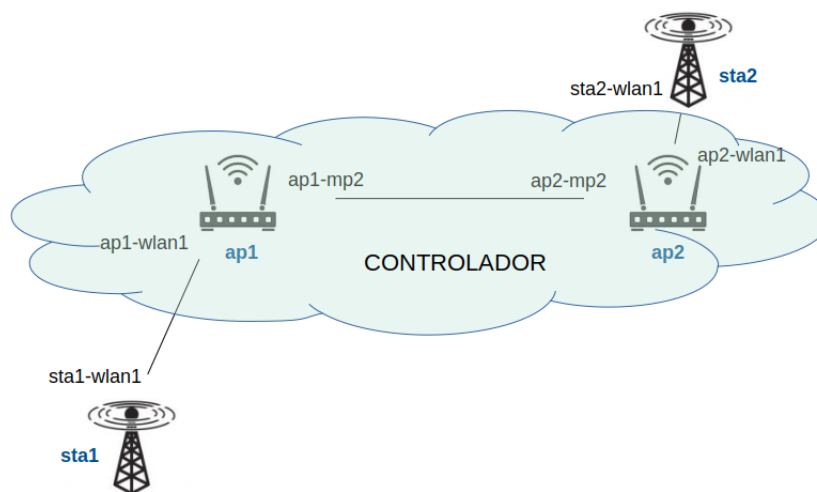 sta2
sta2-wlan1
ap2-wlan1
ap1-mp2
ap2-mp2
ap1-wlan1
ap1
ap2
CONTROLADOR
sta1-wlan1
sta1